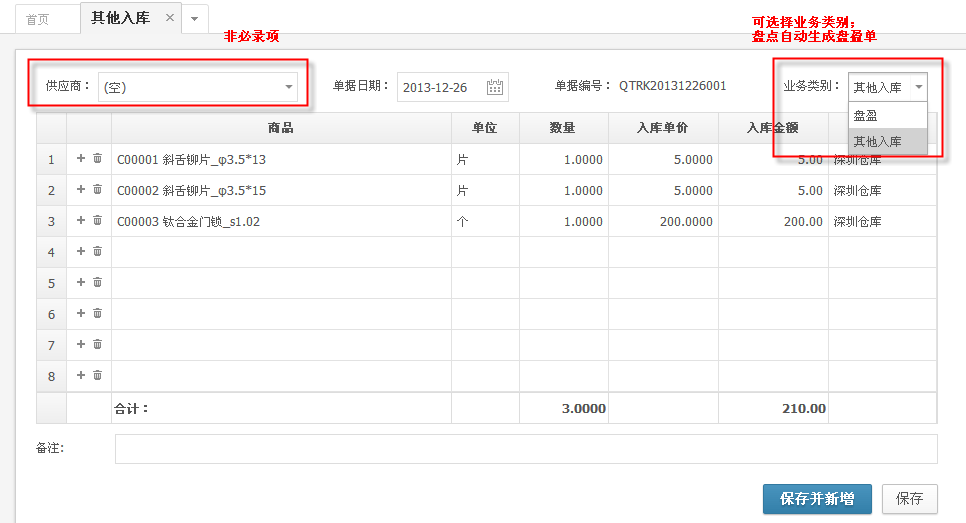 首页 其他入库 ×
非必录项
可选择业务类别；
盘点自动生成盘盈单
供应商： (空) 单据日期： 2013-12-26 单据编号： QTRK20131226001 业务类别： 其他入库
盘盈
其他入库
商品 单位 数量 入库单价 入库金额
1 C00001 斜舌铆片_φ3.5*13 片 1.0000 5.0000 5.00 深圳仓库
2 C00002 斜舌铆片_φ3.5*15 片 1.0000 5.0000 5.00 深圳仓库
3 C00003 钛合金门锁_s1.02 个 1.0000 200.0000 200.00 深圳仓库
4
5
6
7
8
合计： 3.0000 210.00
备注:
保存并新增 保存